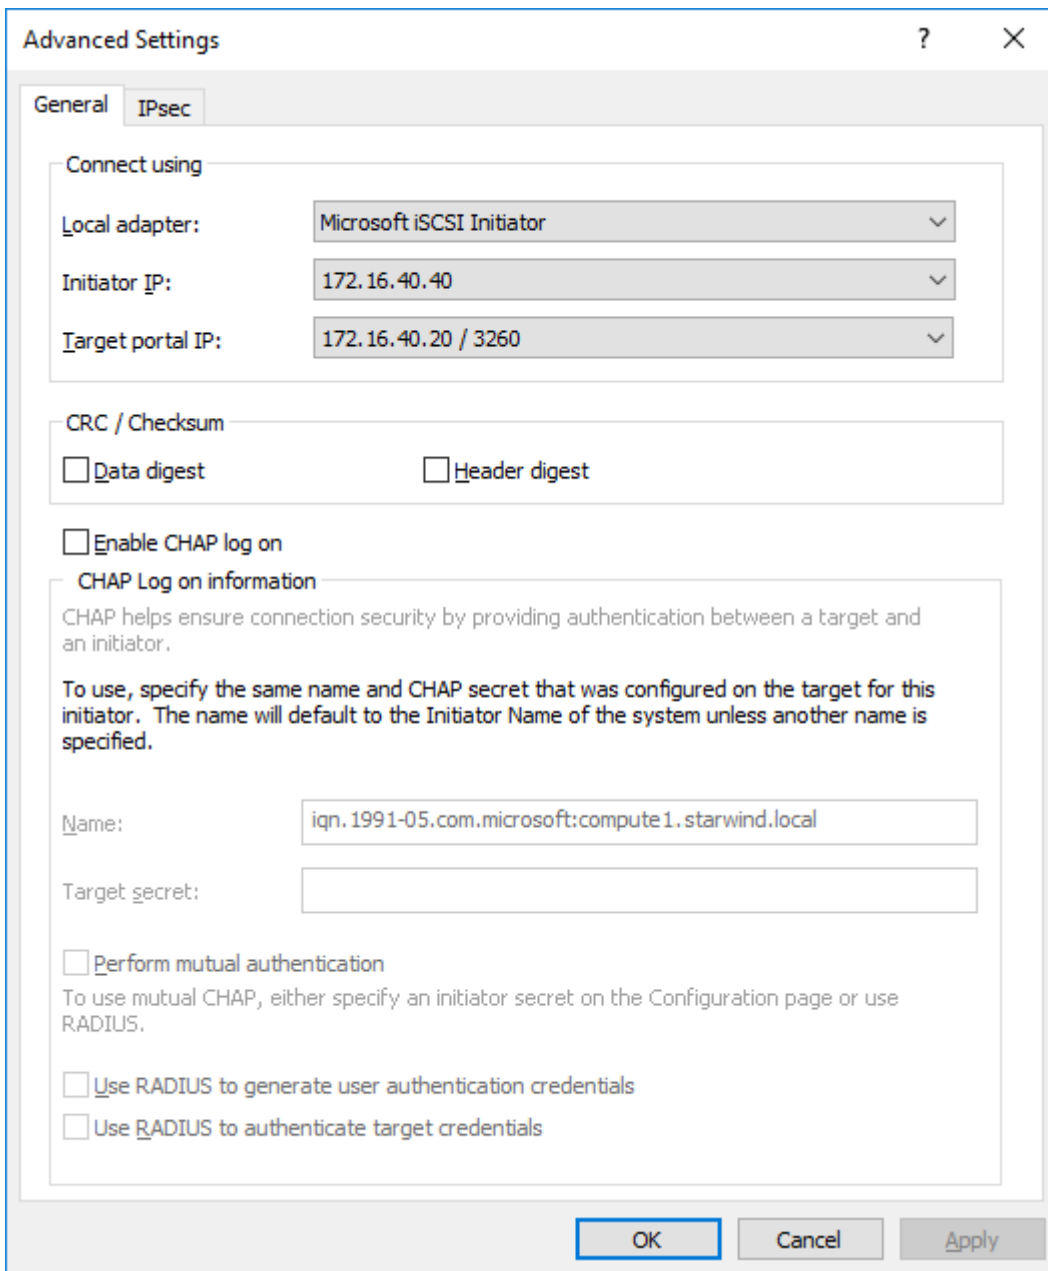 Advanced Settings
?
General
IPsec
Connect using
Local adapter:
Microsoft iSCSI Initiator
Initiator IP:
172.16.40.40
Target portal IP:
172.16.40.20 / 3260
CRC / Checksum
Data digest
Header digest
Enable CHAP log on
CHAP Log on information
CHAP helps ensure connection security by providing authentication between a target and
an initiator.
To use, specify the same name and CHAP secret that was configured on the target for this
initiator.  The name will default to the Initiator Name of the system unless another name is
specified.
Name:
iqn.1991-05.com.microsoft:compute1.starwind.local
Target secret:
Perform mutual authentication
To use mutual CHAP, either specify an initiator secret on the Configuration page or use
RADIUS.
Use RADIUS to generate user authentication credentials
Use RADIUS to authenticate target credentials
OK
Cancel
Apply